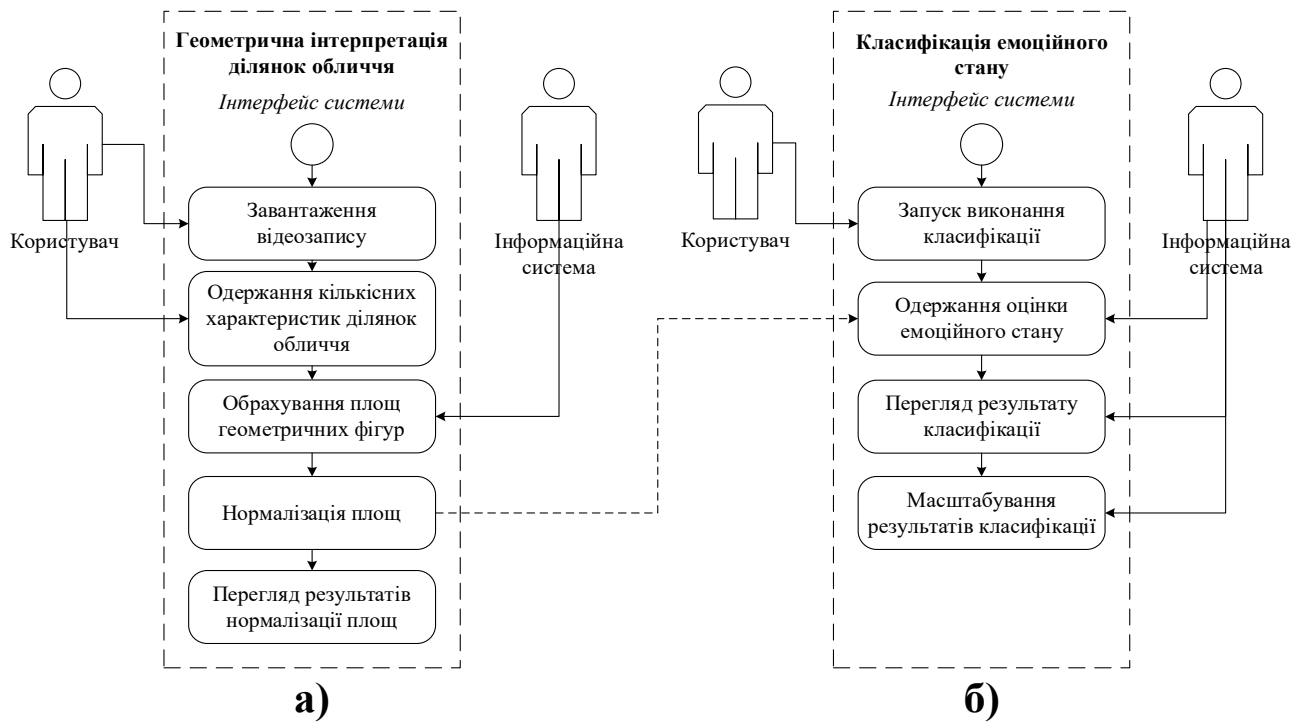 Геометрична інтерпретація
ділянок обличчя
Інтерфейс системи
Користувач
Інформаційна
система
Завантаження
відеозапису
Одержання кількісних
характеристик ділянок
обличчя
Обрахування площ
геометричних фігур
Нормалізація площ
Перегляд результатів
нормалізації площ
а)
Класифікація емоційного
стану
Інтерфейс системи
Користувач
Інформаційна
система
Запуск виконання
класифікації
Одержання оцінки
емоційного стану
Перегляд результату
класифікації
Масштабування
результатів класифікації
б)